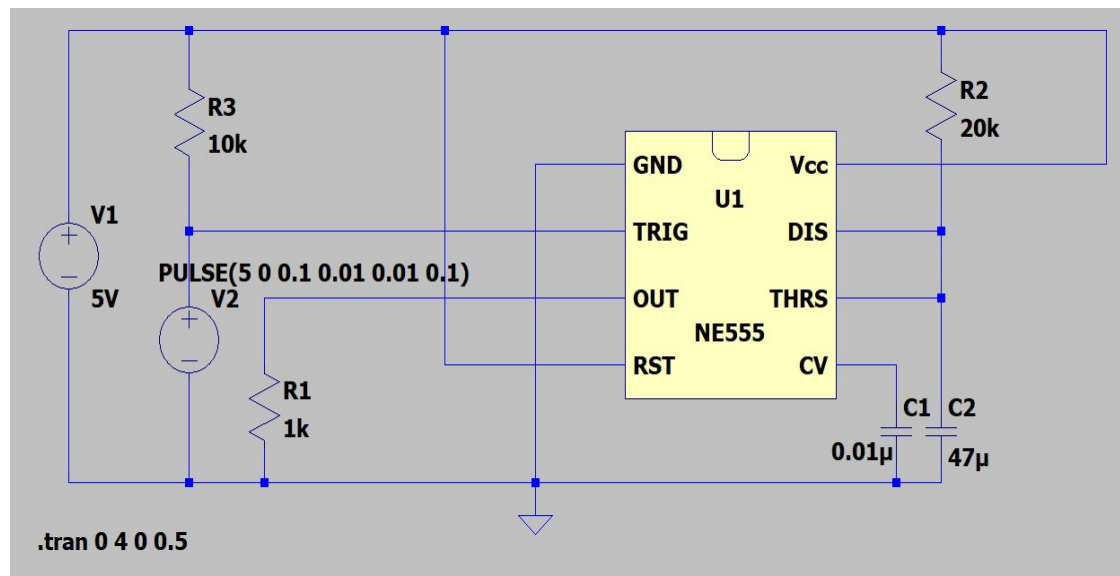 R3
10k
R2
20k
GND
Vcc
U1
V1
TRIG
DIS
PULSE(5 0 0.1 0.01 0.01 0.1)
5V
V2
OUT
THRS
NE555
RST
CV
R1
1k
C1
C2
0.01µ
47µ
.tran 0 4 0 0.5